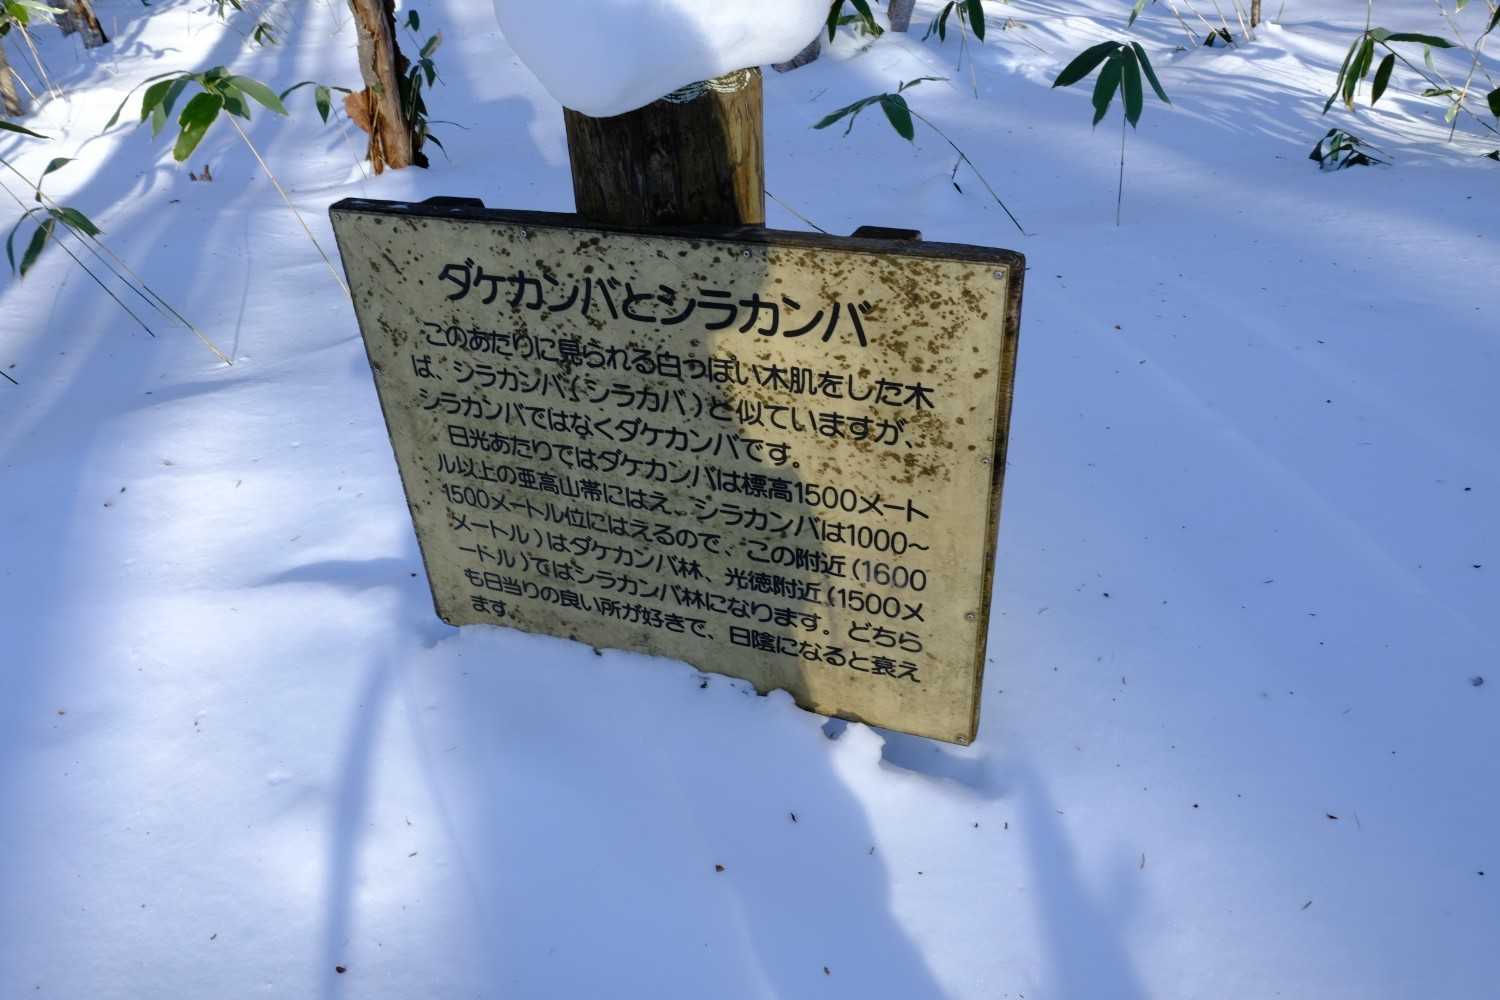 ダケカンバとシラカンバ
このあたりに見られる白っぽい木肌をした木
ば、シラカンバ(シラカバ)と似ていますが、
シラカンバではなくダケカンバです。
日光あたりではダケカンバは標高1500メート
ル以上の亜高山帯にはえ、シラカンバは1000～
1500メートル位にはえるので、この附近(1600
メートル)はダケカンバ林、光徳附近(1500メ
ートル)ではシラカンバ林になります。どちら
も日当りの良い所が好きで、日陰になると衰え
ます。